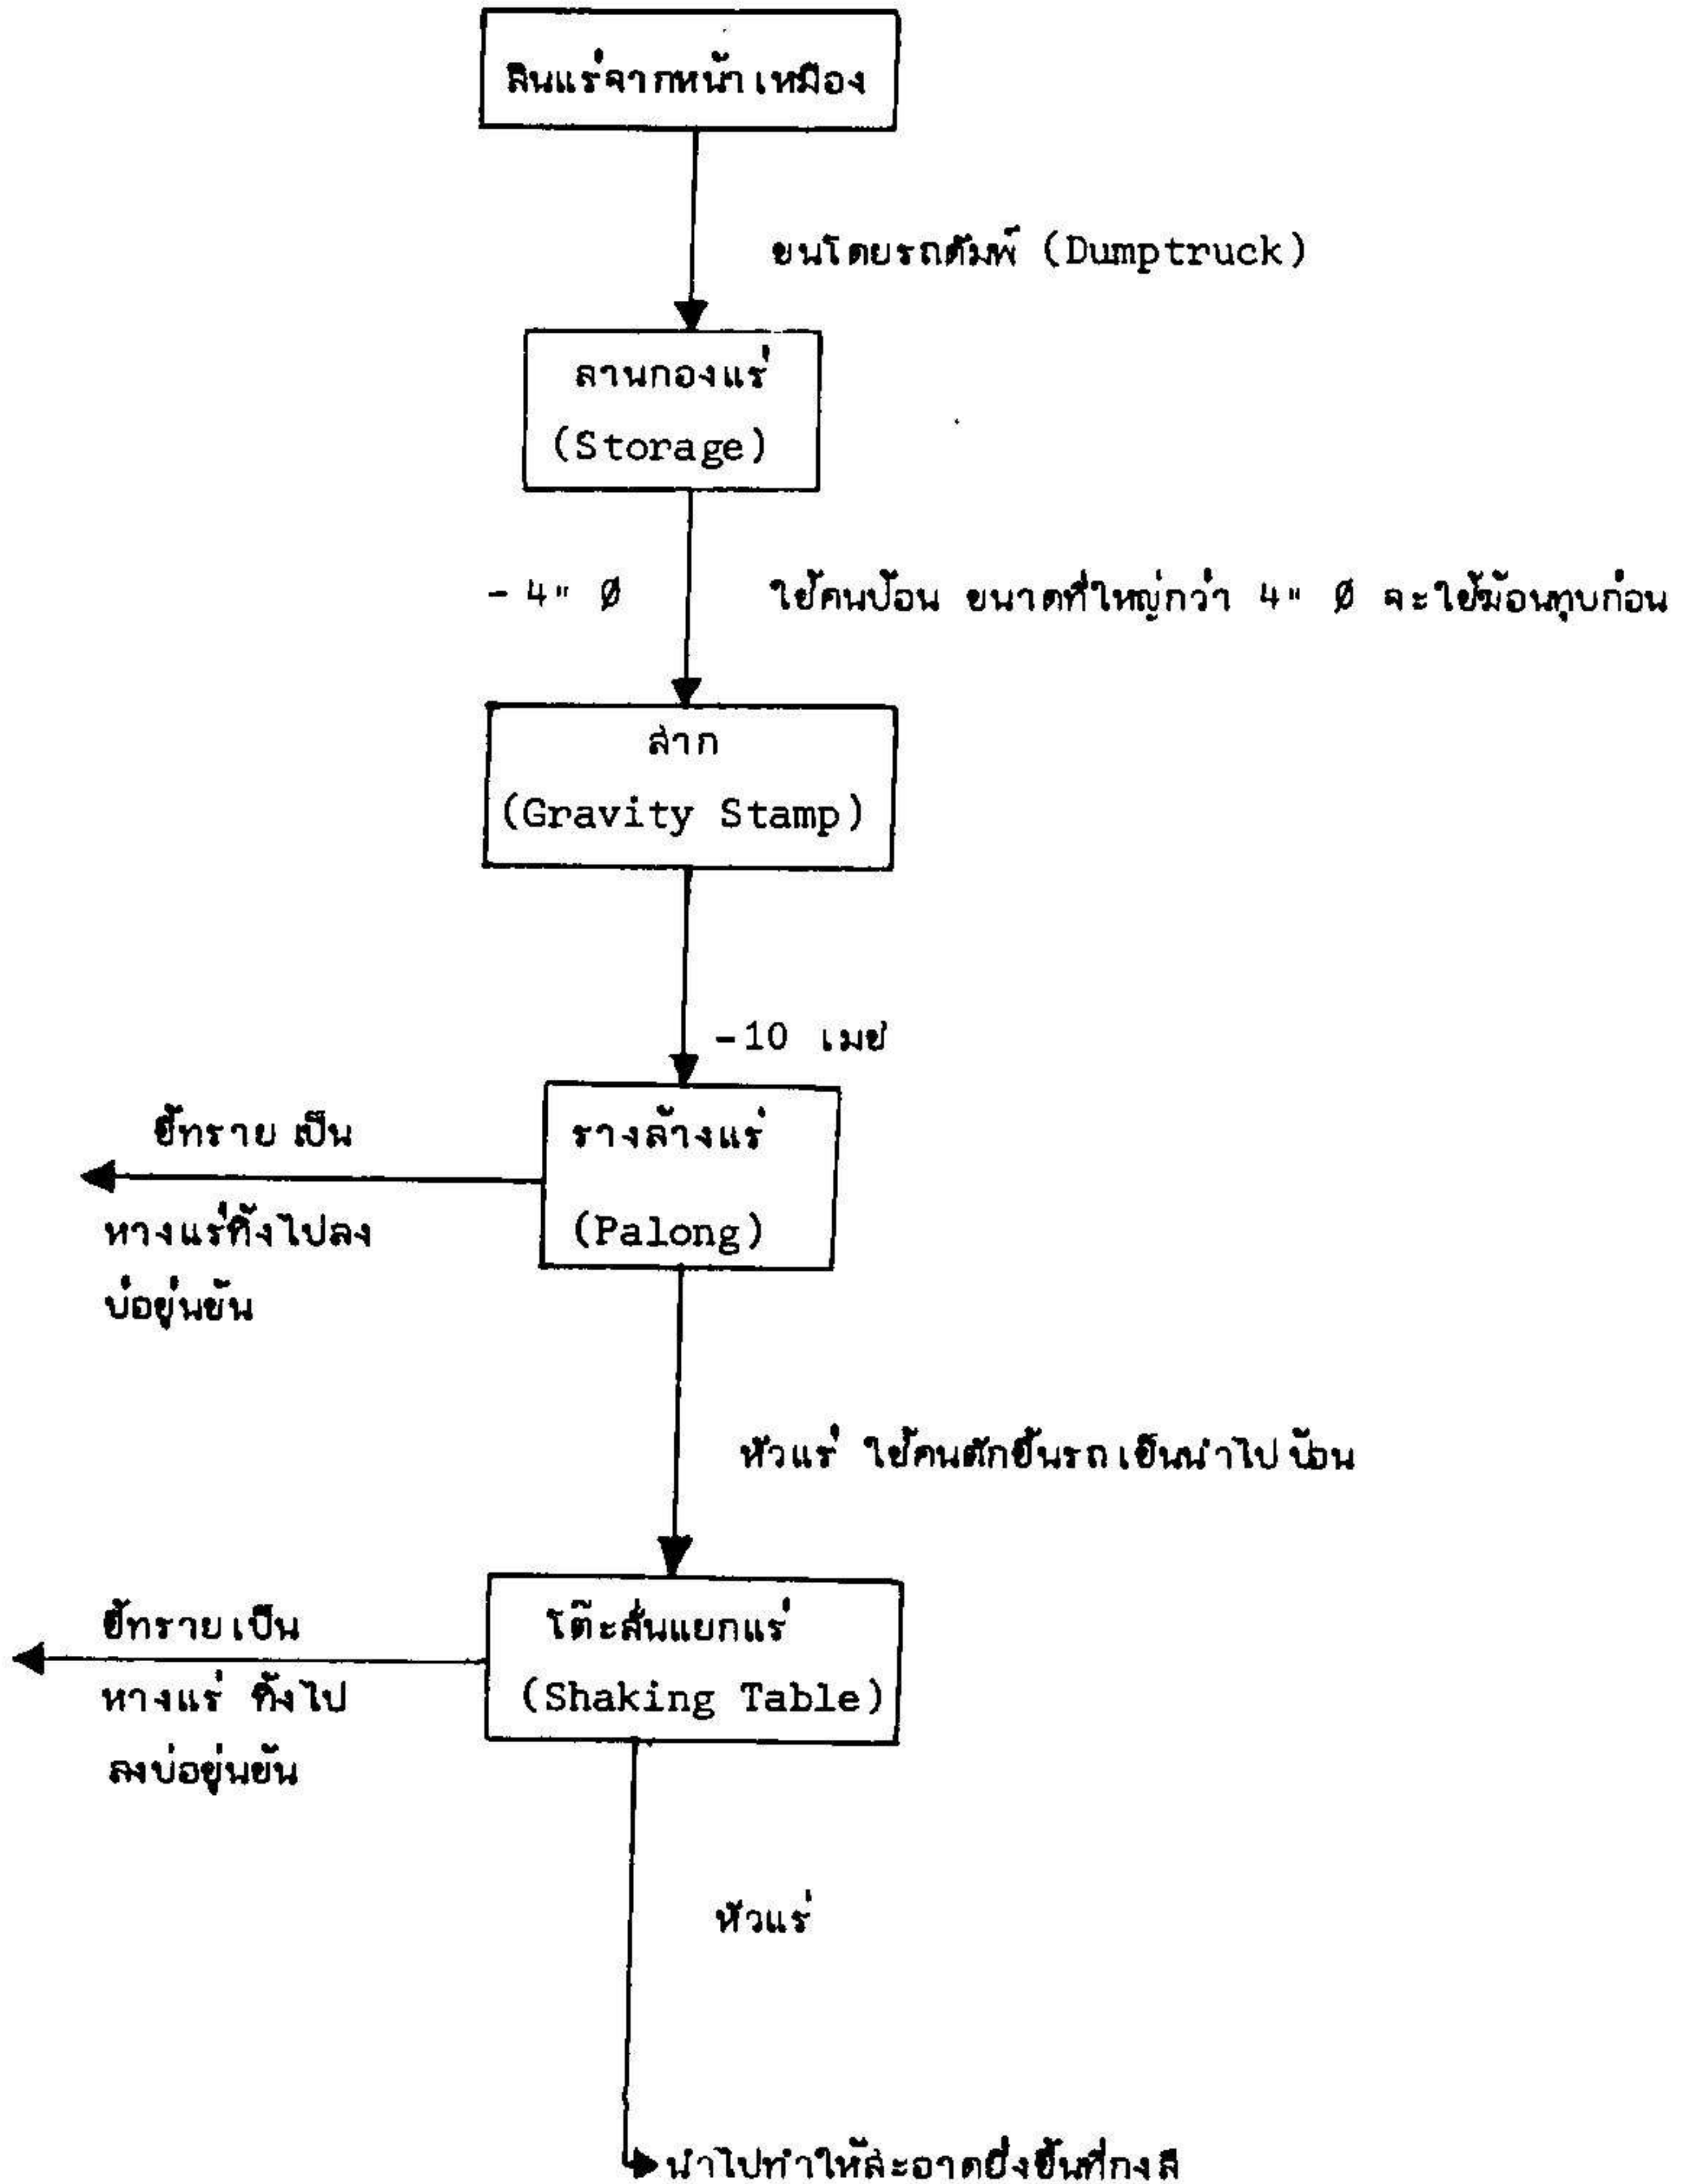 สินแร่จากหน้าเหมือง
ขนโดยรถดัมพ์ (Dumptruck)
ลานกองแร่
(Storage)
- 4" Ø
ใช้คนป้อน ขนาดที่ใหญ่กว่า 4" Ø จะใช้ฆ้อนทุบก่อน
สาก
(Gravity Stamp)
-10 เมช
รางล้างแร่
(Palong)
ขี้ทราย เป็น
หางแร่ทิ้งไปลง
บ่อขุ่นข้น
หัวแร่ ใช้คนตักขึ้นรถเข็นนำไปป้อน
โต๊ะสั่นแยกแร่
(Shaking Table)
ขี้ทรายเป็น
หางแร่ ทิ้งไป
ลงบ่อขุ่นข้น
หัวแร่
นำไปทำให้สะอาดยิ่งขึ้นที่กงสี